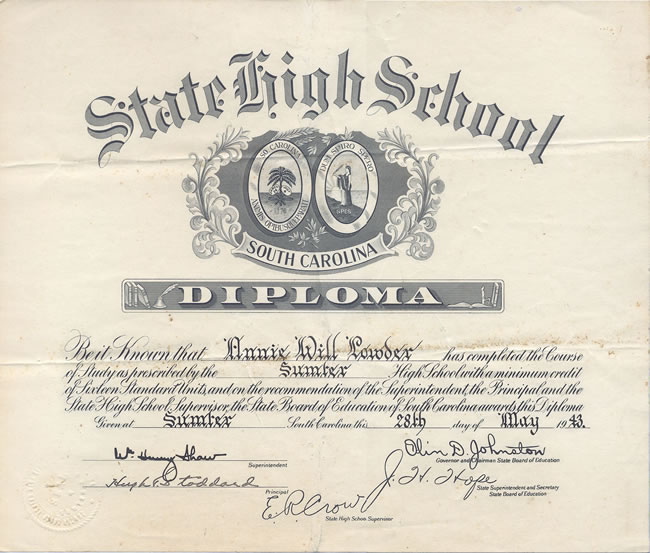 State High School
SO. CAROLINA
ANIMIS OPIBUSQUE PARATI
DUM SPIRO SPERO
SPES
SOUTH CAROLINA
DIPLOMA
Be it Known that Annie Will Lowder has completed the Course
of Study as prescribed by the Sumter High School with a minimum credit
of Sixteen Standard Units, and on the recommendation of the Superintendent, the Principal and the
State High School Supervisor, the State Board of Education of South Carolina awards this Diploma
Given at Sumter South Carolina this 28th day of May 1943.
Wm Henry Shaw
Superintendent
Olin D. Johnston
Governor and Chairman State Board of Education
Hugh T. Stoddard
Principal
J. H. Hope
State Superintendent and Secretary
State Board of Education
E. R. Crow
State High School Supervisor